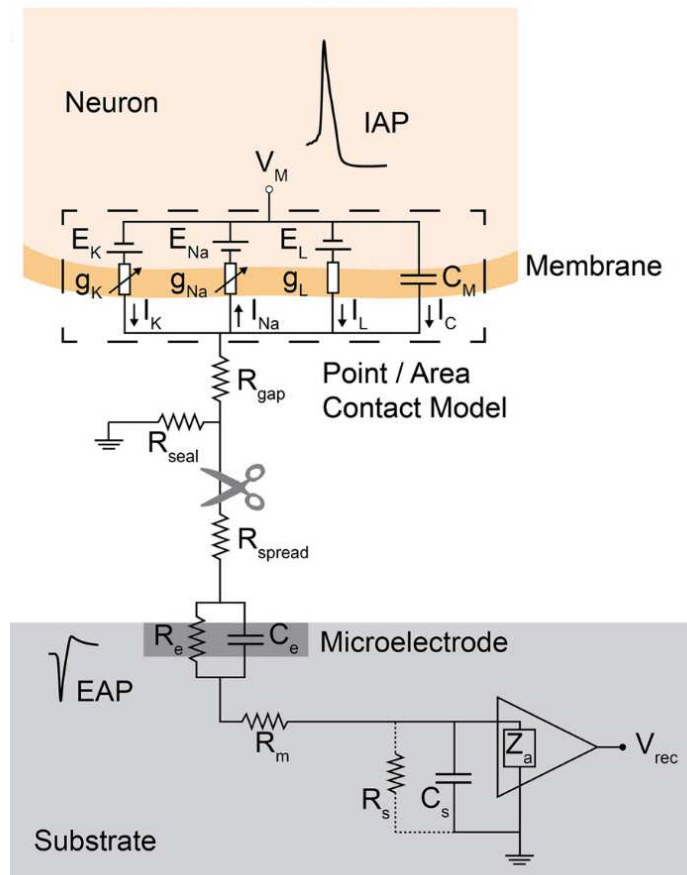 Neuron
IAP
V_M
E_K
E_Na
E_L
Membrane
g_K
g_Na
g_L
C_M
I_K
I_Na
I_L
I_C
R_gap
Point / Area
Contact Model
R_seal
R_spread
R_e
C_e
Microelectrode
EAP
R_m
Z_a
V_rec
R_s
C_s
Substrate